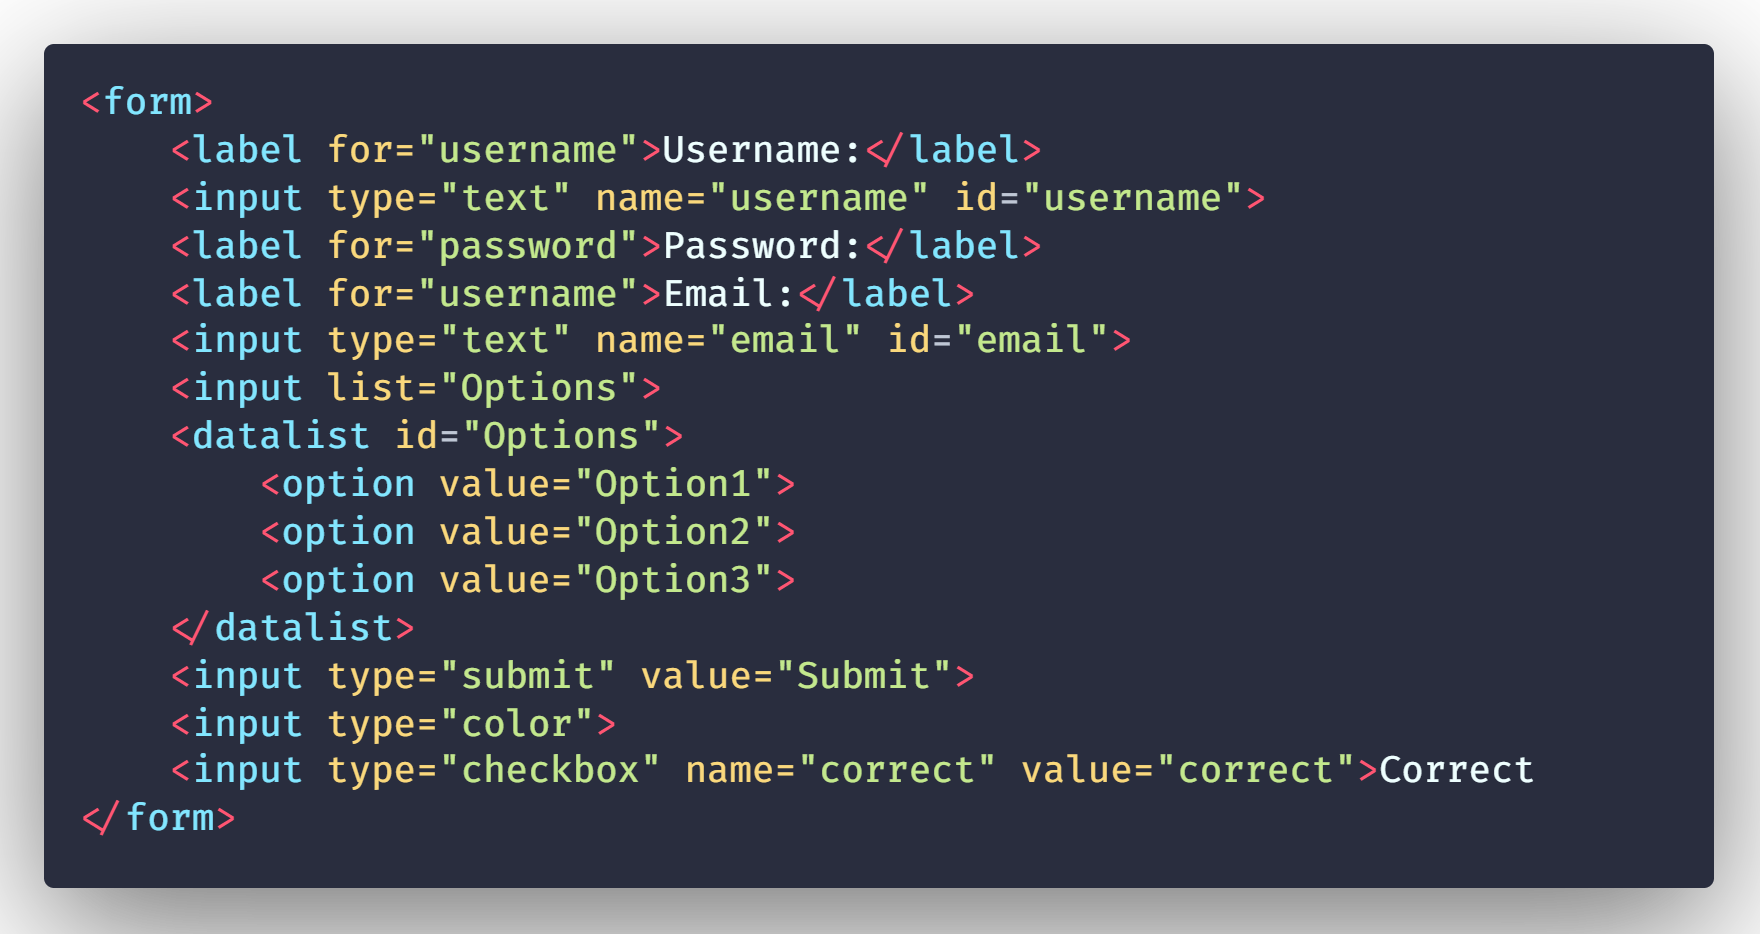 <form>
    <label for="username">Username:</label>
    <input type="text" name="username" id="username">
    <label for="password">Password:</label>
    <label for="username">Email:</label>
    <input type="text" name="email" id="email">
    <input list="Options">
    <datalist id="Options">
        <option value="Option1">
        <option value="Option2">
        <option value="Option3">
    </datalist>
    <input type="submit" value="Submit">
    <input type="color">
    <input type="checkbox" name="correct" value="correct">Correct
</form>